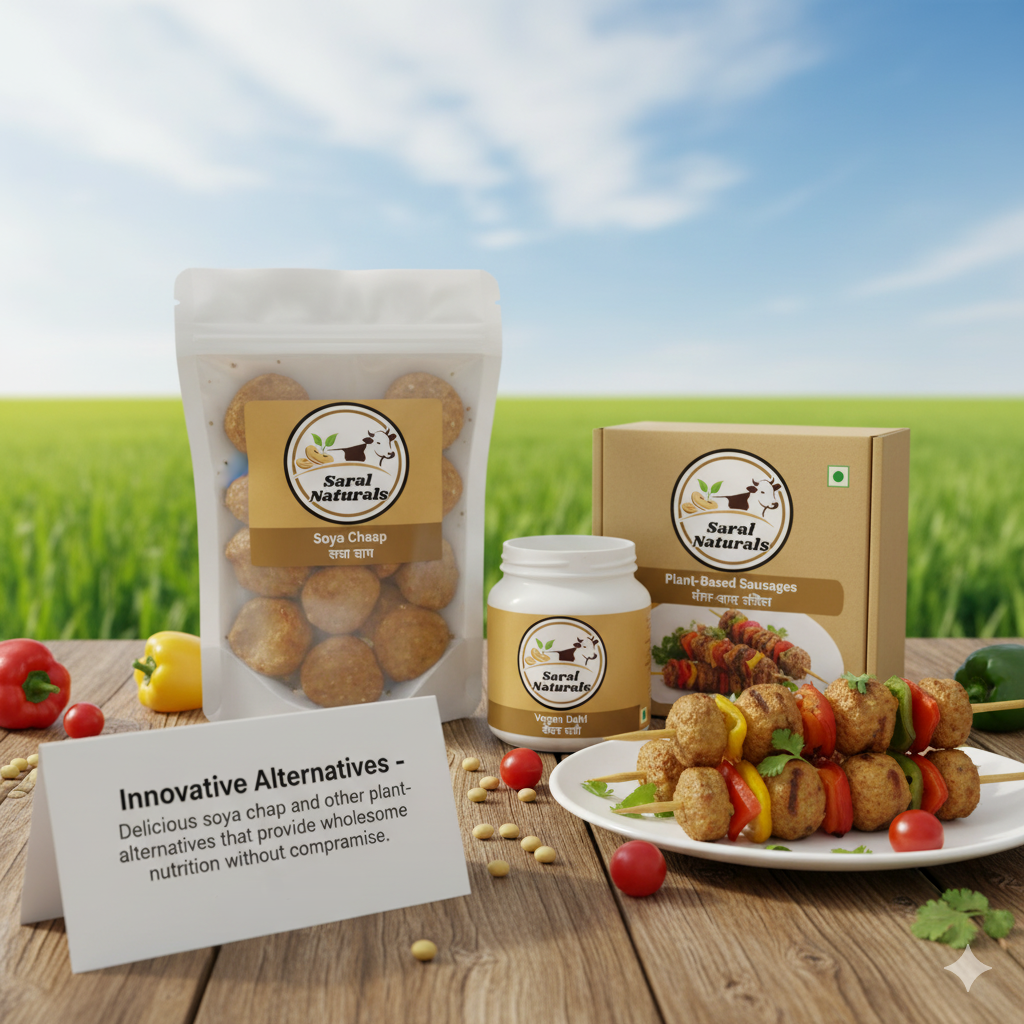 Saral
Naturals
Soya Chaap
Saral
Naturals
Plant-Based Sausages
Saral
Naturals
Vegan Dahi
Innovative Alternatives -
Delicious soya chap and other plant-
alternatives that provide wholesome
nutrition without compromise.